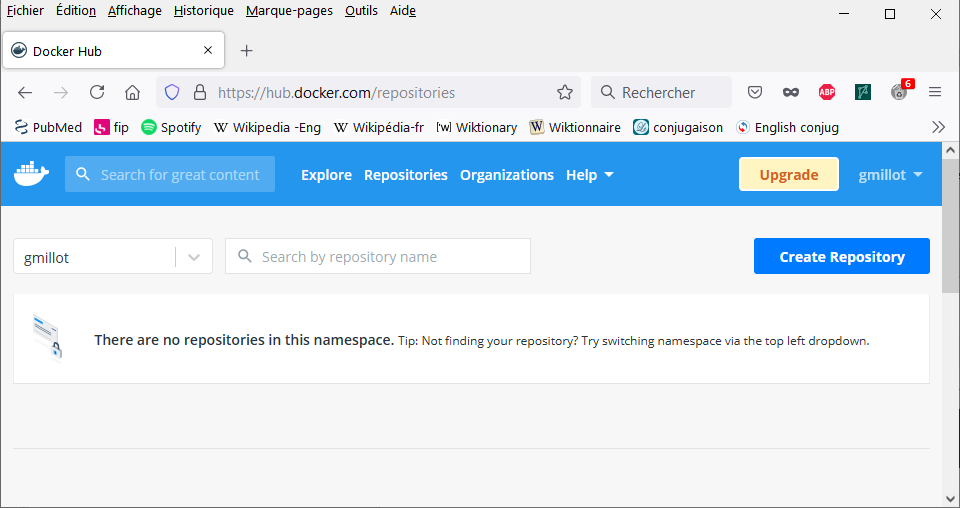 Fichier Édition Affichage Historique Marque-pages Outils Aide
Docker Hub
https://hub.docker.com/repositories Rechercher ABP 6
PubMed fip Spotify W Wikipedia -Eng W Wikipédia-fr ['w] Wiktionary W Wiktionnaire conjugaison English conjug
Search for great content Explore Repositories Organizations Help Upgrade gmillot
gmillot Search by repository name Create Repository
There are no repositories in this namespace. Tip: Not finding your repository? Try switching namespace via the top left dropdown.